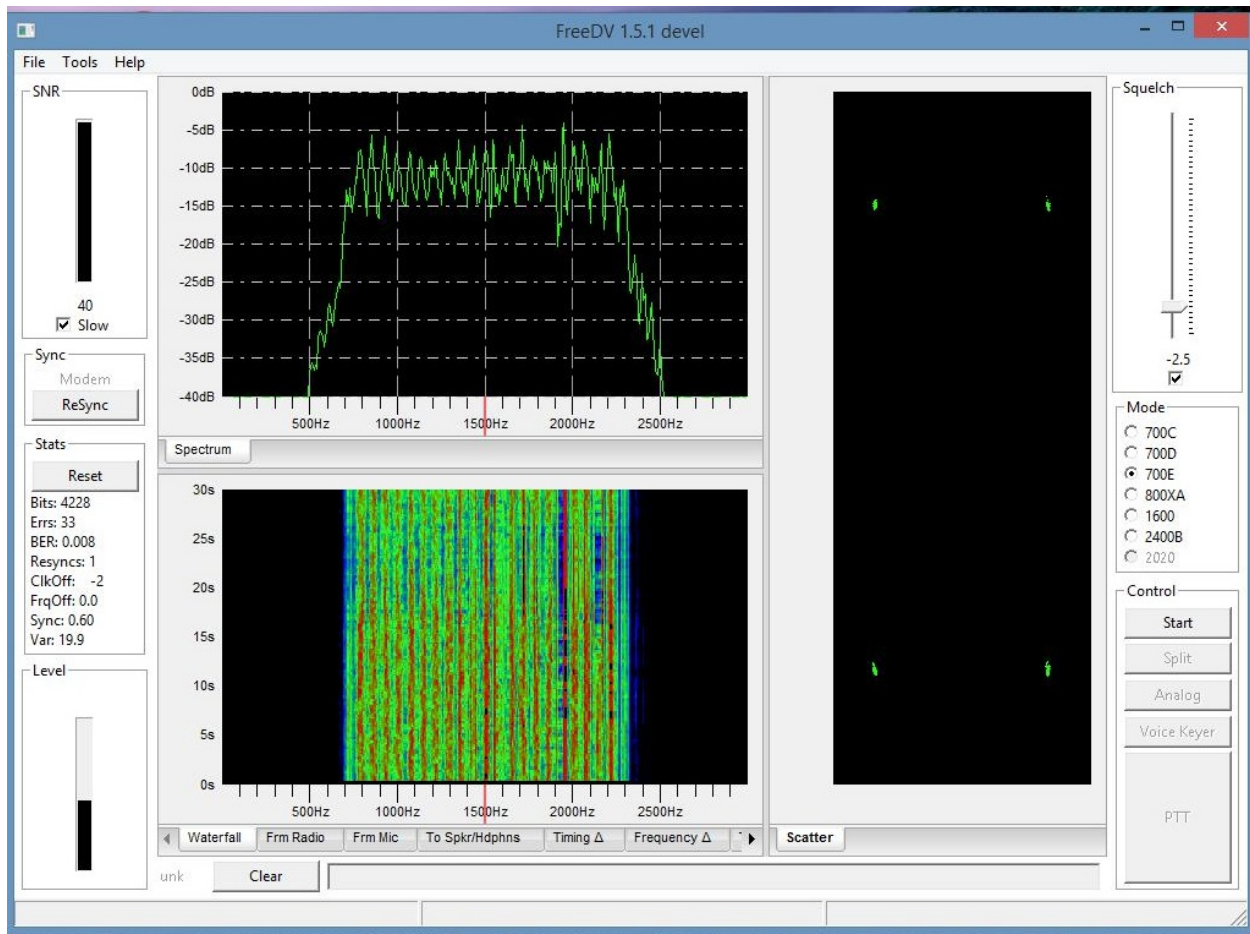 FreeDV 1.5.1 devel
File Tools Help
SNR
40
Slow
Sync
Modem
ReSync
Stats
Reset
Bits: 4228
Errs: 33
BER: 0.008
Resyncs: 1
ClkOff: -2
FrqOff: 0.0
Sync: 0.60
Var: 19.9
Level
0dB
-5dB
-10dB
-15dB
-20dB
-25dB
-30dB
-35dB
-40dB
500Hz 1000Hz 1500Hz 2000Hz 2500Hz
Spectrum
30s
25s
20s
15s
10s
5s
0s
500Hz 1000Hz 1500Hz 2000Hz 2500Hz
Waterfall Frm Radio Frm Mic To Spkr/Hdphns Timing Δ Frequency Δ
Scatter
unk Clear
Squelch
-2.5
Mode
700C
700D
700E
800XA
1600
2400B
2020
Control
Start
Split
Analog
Voice Keyer
PTT